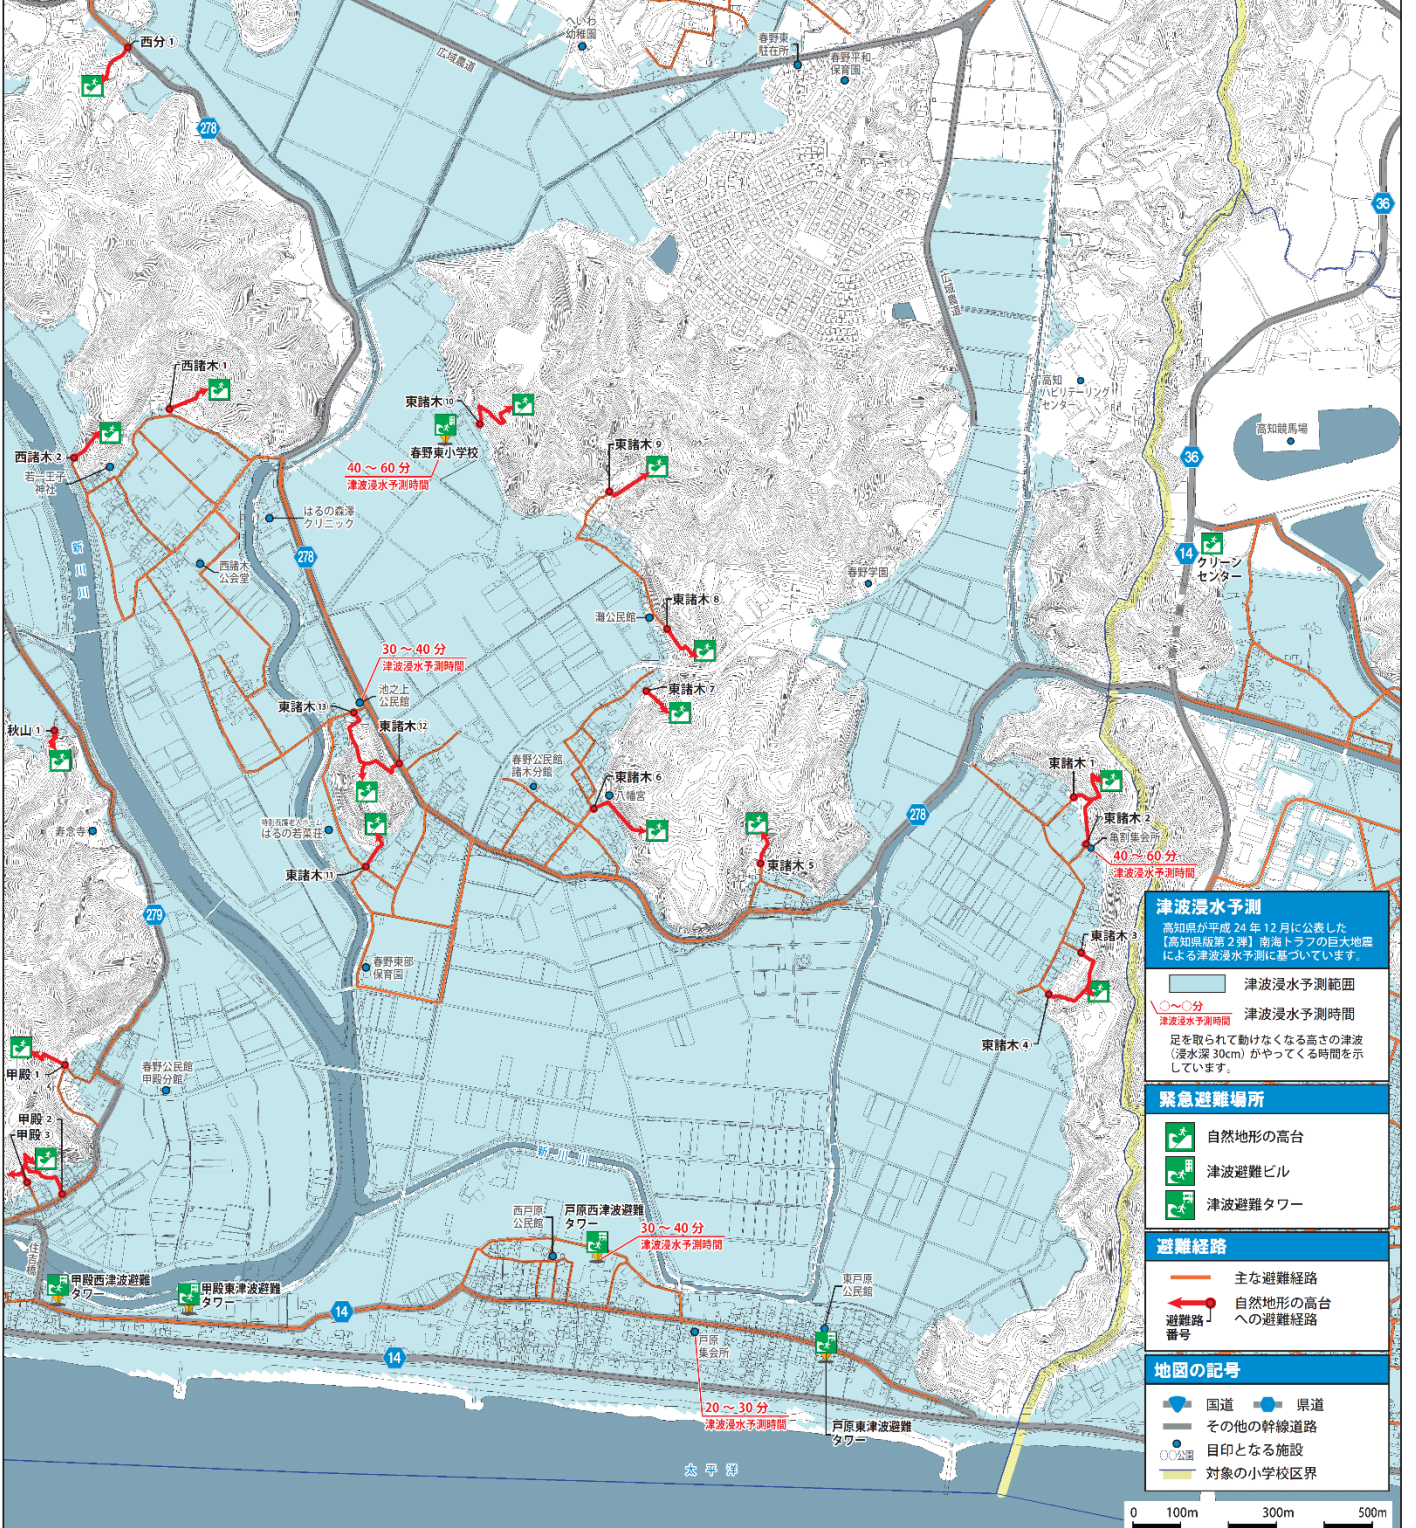 西分①
へいわ
幼稚園
広域農道
春野東
駐在所
春野平和
保育園
278
36
広域農道
西諸木①
西諸木②
若一王子
神社
東諸木⑩
春野東小学校
40～60分
津波浸水予測時間
東諸木9
高知
ハビリテーリング
センター
高知競馬場
36
はるの森澤
クリニック
新川川
278
西諸木
公会堂
14
クリーン
センター
春野学園
灘公民館
東諸木8
30～40分
津波浸水予測時間
池之上
公民館
東諸木⑬
東諸木⑫
東諸木7
秋山①
春野公民館
諸木分館
東諸木6
八幡宮
東諸木1
278
東諸木2
亀割集会所
40～60分
津波浸水予測時間
寿念寺
特別養護老人ホーム
はるの若菜荘
東諸木⑪
東諸木5
279
春野東部
保育園
東諸木3
東諸木④
甲殿①
春野公民館
甲殿分館
甲殿2
甲殿3
新川川
西戸原
公民館
戸原西津波避難
タワー
30～40分
津波浸水予測時間
住吉橋
甲殿西津波避難
タワー
甲殿東津波避難
タワー
14
東戸原
公民館
戸原
集会所
14
20～30分
津波浸水予測時間
戸原東津波避難
タワー
太平洋
津波浸水予測
高知県が平成24年12月に公表した
【高知県版第2弾】南海トラフの巨大地震
による津波浸水予測に基づいています。
津波浸水予測範囲
○～○分
津波浸水予測時間
津波浸水予測時間
足を取られて動けなくなる高さの津波
（浸水深30cm）がやってくる時間を示
しています。
緊急避難場所
自然地形の高台
津波避難ビル
津波避難タワー
避難経路
主な避難経路
避難路
番号
自然地形の高台
への避難経路
地図の記号
国道
県道
その他の幹線道路
○○公園
目印となる施設
対象の小学校区界
0 100m 300m 500m